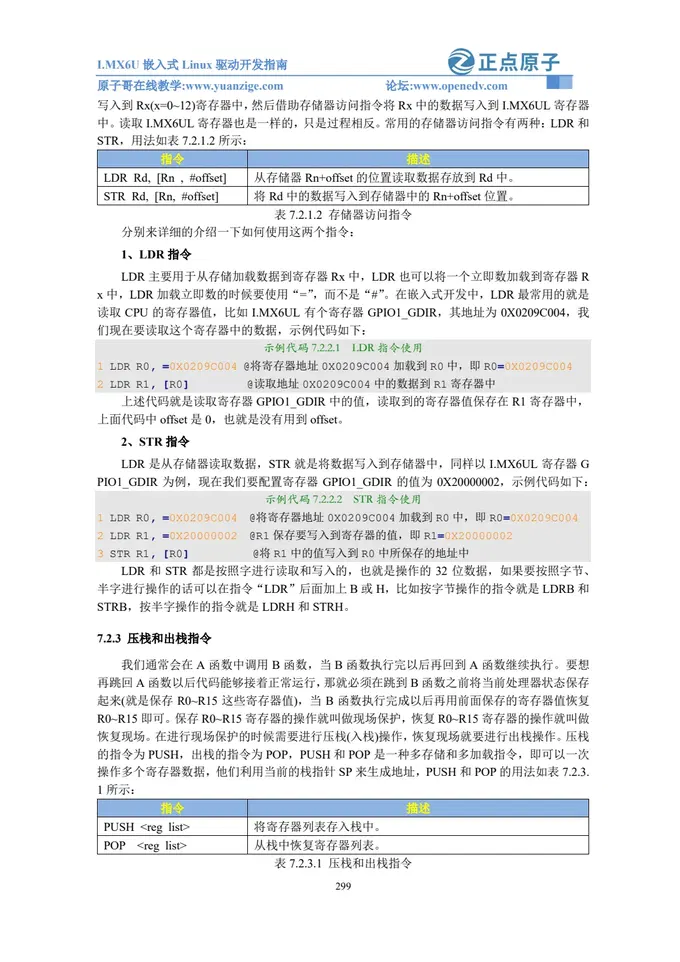 I.MX6U 嵌入式 Linux 驱动开发指南
正点原子
原子哥在线教学:www.yuanzige.com 论坛:www.openedv.com
写入到 Rx(x=0~12)寄存器中，然后借助存储器访问指令将 Rx 中的数据写入到 I.MX6UL 寄存器
中。读取 I.MX6UL 寄存器也是一样的，只是过程相反。常用的存储器访问指令有两种：LDR 和
STR，用法如表 7.2.1.2 所示：
指令 描述
LDR Rd, [Rn , #offset] 从存储器 Rn+offset 的位置读取数据存放到 Rd 中。
STR Rd, [Rn, #offset] 将 Rd 中的数据写入到存储器中的 Rn+offset 位置。
表 7.2.1.2 存储器访问指令
分别来详细的介绍一下如何使用这两个指令：
1、LDR 指令
LDR 主要用于从存储加载数据到寄存器 Rx 中，LDR 也可以将一个立即数加载到寄存器 R
x 中，LDR 加载立即数的时候要使用“=”，而不是“#”。在嵌入式开发中，LDR 最常用的就是
读取 CPU 的寄存器值，比如 I.MX6UL 有个寄存器 GPIO1_GDIR，其地址为 0X0209C004，我
们现在要读取这个寄存器中的数据，示例代码如下：
示例代码 7.2.2.1 LDR 指令使用
1 LDR R0, =0X0209C004 @将寄存器地址 0X0209C004 加载到 R0 中，即 R0=0X0209C004
2 LDR R1, [R0] @读取地址 0X0209C004 中的数据到 R1 寄存器中
上述代码就是读取寄存器 GPIO1_GDIR 中的值，读取到的寄存器值保存在 R1 寄存器中，
上面代码中 offset 是 0，也就是没有用到 offset。
2、STR 指令
LDR 是从存储器读取数据，STR 就是将数据写入到存储器中，同样以 I.MX6UL 寄存器 G
PIO1_GDIR 为例，现在我们要配置寄存器 GPIO1_GDIR 的值为 0X20000002，示例代码如下：
示例代码 7.2.2.2 STR 指令使用
1 LDR R0, =0X0209C004 @将寄存器地址 0X0209C004 加载到 R0 中，即 R0=0X0209C004
2 LDR R1, =0X20000002 @R1 保存要写入到寄存器的值，即 R1=0X20000002
3 STR R1, [R0] @将 R1 中的值写入到 R0 中所保存的地址中
LDR 和 STR 都是按照字进行读取和写入的，也就是操作的 32 位数据，如果要按照字节、
半字进行操作的话可以在指令“LDR”后面加上 B 或 H，比如按字节操作的指令就是 LDRB 和
STRB，按半字操作的指令就是 LDRH 和 STRH。
7.2.3 压栈和出栈指令
我们通常会在 A 函数中调用 B 函数，当 B 函数执行完以后再回到 A 函数继续执行。要想
再跳回 A 函数以后代码能够接着正常运行，那就必须在跳到 B 函数之前将当前处理器状态保存
起来(就是保存 R0~R15 这些寄存器值)，当 B 函数执行完成以后再用前面保存的寄存器值恢复
R0~R15 即可。保存 R0~R15 寄存器的操作就叫做现场保护，恢复 R0~R15 寄存器的操作就叫做
恢复现场。在进行现场保护的时候需要进行压栈(入栈)操作，恢复现场就要进行出栈操作。压栈
的指令为 PUSH，出栈的指令为 POP，PUSH 和 POP 是一种多存储和多加载指令，即可以一次
操作多个寄存器数据，他们利用当前的栈指针 SP 来生成地址，PUSH 和 POP 的用法如表 7.2.3.
1 所示：
指令 描述
PUSH <reg list> 将寄存器列表存入栈中。
POP <reg list> 从栈中恢复寄存器列表。
表 7.2.3.1 压栈和出栈指令
299